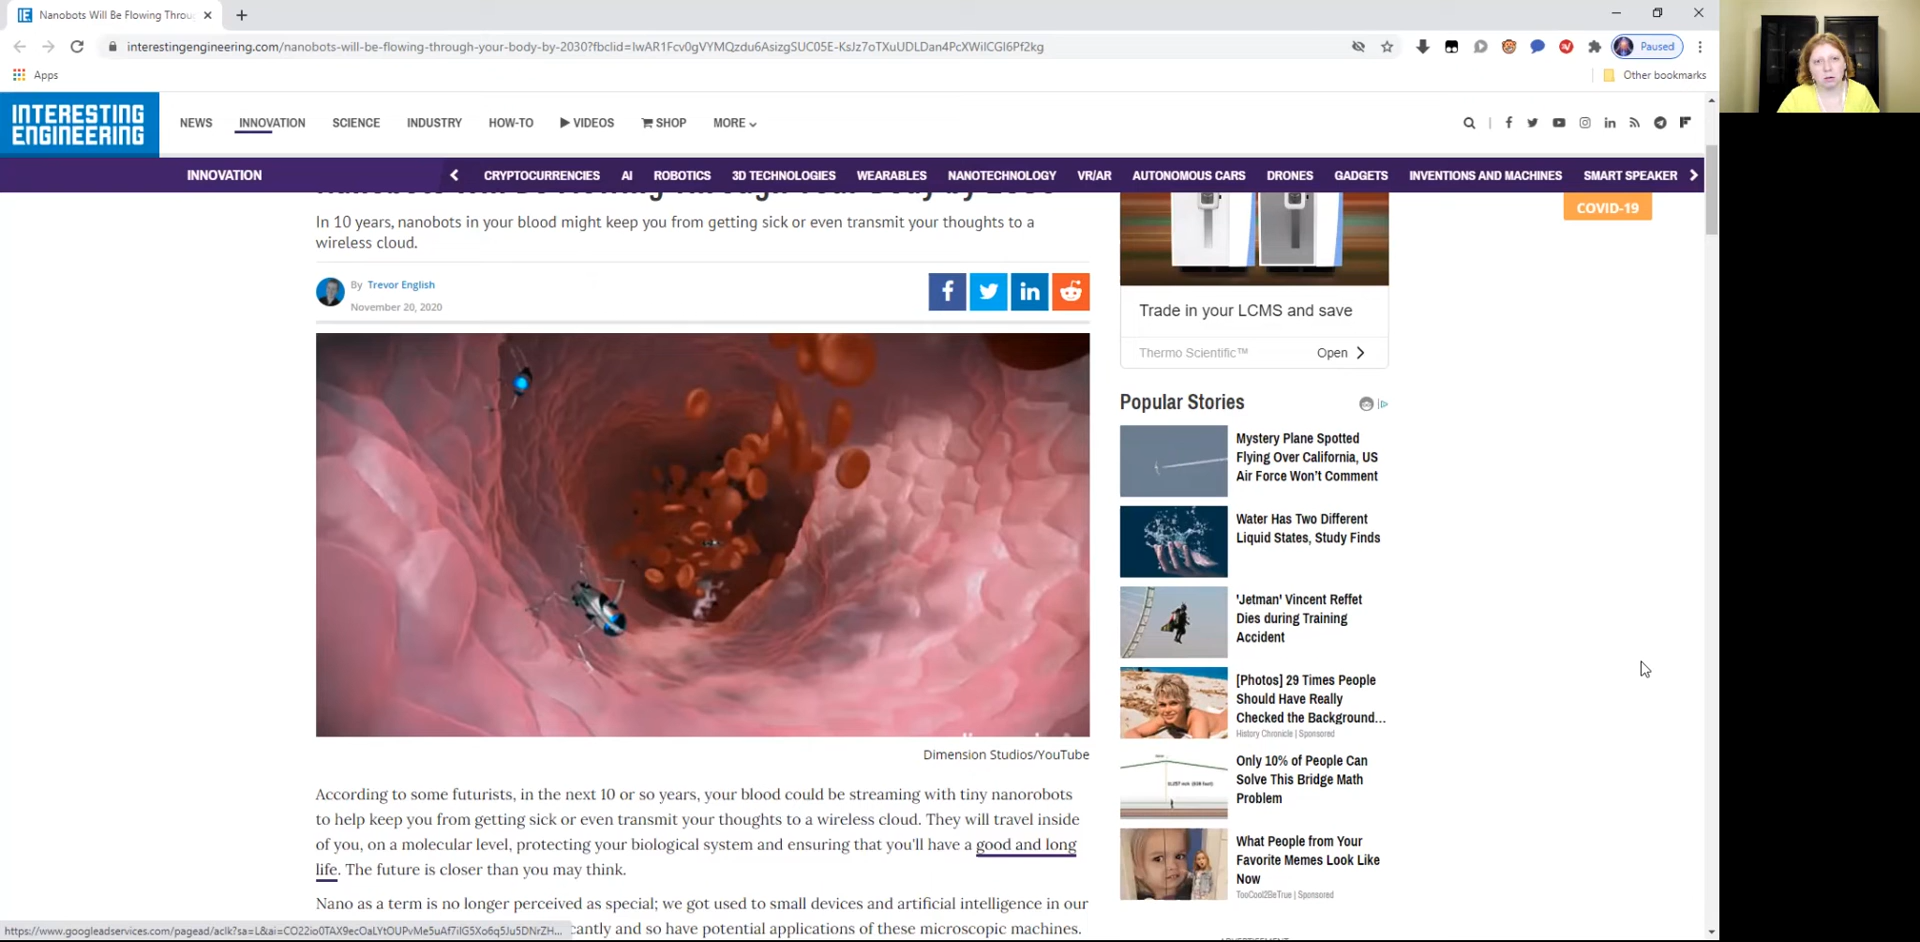 Nanobots Will Be Flowing Throu
interestingengineering.com/nanobots-will-be-flowing-through-your-body-by-2030?fbclid=IwAR1Fcv0gVYMQzdu6AsizgSUC05E-KsJz7oTXuUDLDan4PcXWilCGl6Pf2kg
Paused
Apps
Other bookmarks
INTERESTING
ENGINEERING
NEWS INNOVATION SCIENCE INDUSTRY HOW-TO VIDEOS SHOP MORE
INNOVATION CRYPTOCURRENCIES AI ROBOTICS 3D TECHNOLOGIES WEARABLES NANOTECHNOLOGY VR/AR AUTONOMOUS CARS DRONES GADGETS INVENTIONS AND MACHINES SMART SPEAKER
COVID-19
In 10 years, nanobots in your blood might keep you from getting sick or even transmit your thoughts to a
wireless cloud.
By Trevor English
November 20, 2020
Dimension Studios/YouTube
According to some futurists, in the next 10 or so years, your blood could be streaming with tiny nanorobots
to help keep you from getting sick or even transmit your thoughts to a wireless cloud. They will travel inside
of you, on a molecular level, protecting your biological system and ensuring that you'll have a good and long
life. The future is closer than you may think.
Nano as a term is no longer perceived as special; we got used to small devices and artificial intelligence in our
cantly and so have potential applications of these microscopic machines.
Trade in your LCMS and save
Thermo Scientific™ Open
Popular Stories
Mystery Plane Spotted
Flying Over California, US
Air Force Won't Comment
Water Has Two Different
Liquid States, Study Finds
'Jetman' Vincent Reffet
Dies during Training
Accident
[Photos] 29 Times People
Should Have Really
Checked the Background...
History Chronicle | Sponsored
Only 10% of People Can
Solve This Bridge Math
Problem
What People from Your
Favorite Memes Look Like
Now
TooCool2BeTrue | Sponsored
https://www.googleadservices.com/pagead/aclk?sa=L&ai=CO22io0TAX9ecOaLYtOUPvMe5uAf7ilG5Xo6q5Ju5DNrZH...